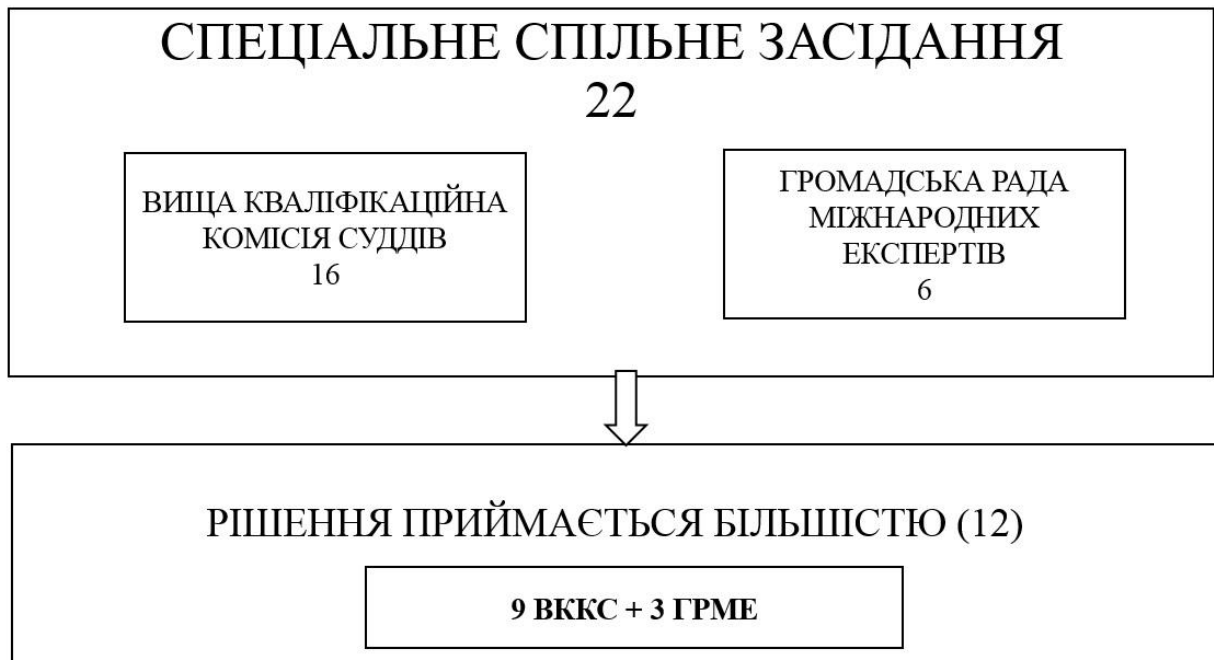 СПЕЦІАЛЬНЕ СПІЛЬНЕ ЗАСІДАННЯ
22
ВИЩА КВАЛІФІКАЦІЙНА
КОМІСІЯ СУДДІВ
16
ГРОМАДСЬКА РАДА
МІЖНАРОДНИХ
ЕКСПЕРТІВ
6
РІШЕННЯ ПРИЙМАЄТЬСЯ БІЛЬШІСТЮ (12)
9 ВККС + 3 ГРМЕ